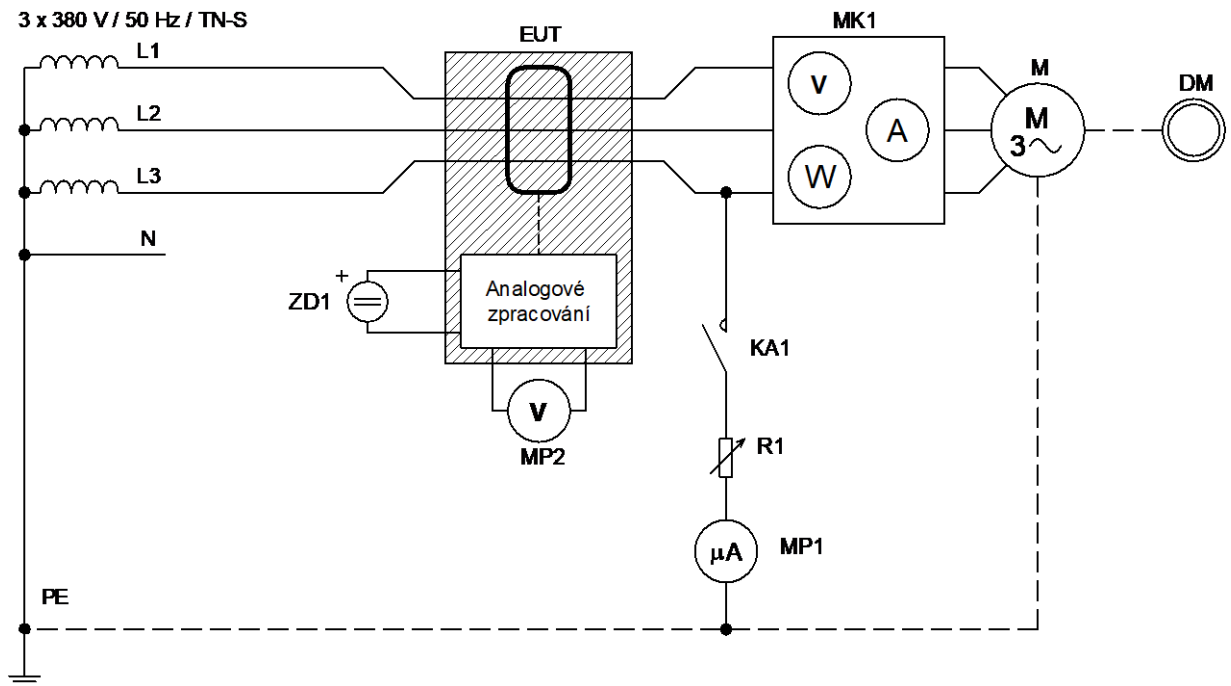 3 x 380 V / 50 Hz / TN-S
L1
EUT
MK1
V
A
W
M
M
3
DM
L2
L3
N
+
ZD1
Analogové
zpracování
V
MP2
KA1
R1
µA
MP1
PE